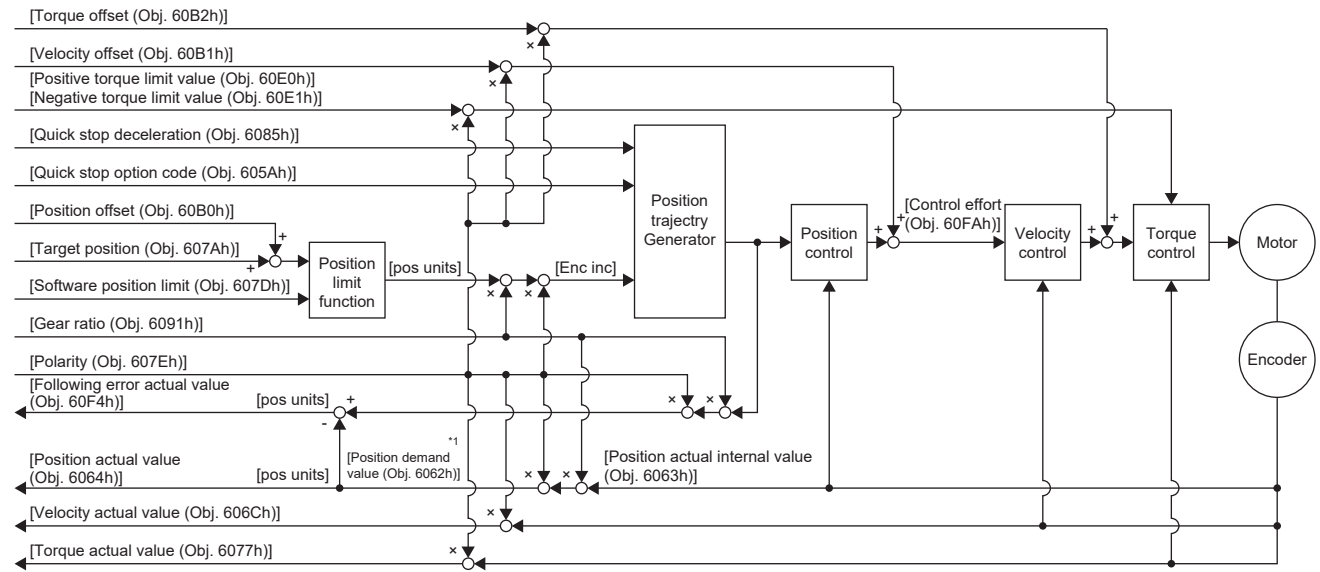 [Torque offset (Obj. 60B2h)]
[Velocity offset (Obj. 60B1h)]
[Positive torque limit value (Obj. 60E0h)]
[Negative torque limit value (Obj. 60E1h)]
[Quick stop deceleration (Obj. 6085h)]
[Quick stop option code (Obj. 605Ah)]
[Position offset (Obj. 60B0h)]
[Target position (Obj. 607Ah)]
[Software position limit (Obj. 607Dh)]
Position
limit
function
[pos units]
[Enc inc]
Position
trajectry
Generator
Position
control
[Control effort
(Obj. 60FAh)]
Velocity
control
Torque
control
Motor
Encoder
[Gear ratio (Obj. 6091h)]
[Polarity (Obj. 607Eh)]
[Following error actual value
(Obj. 60F4h)]
[pos units]
*1
[Position demand
value (Obj. 6062h)]
[Position actual value
(Obj. 6064h)]
[pos units]
[Position actual internal value
(Obj. 6063h)]
[Velocity actual value (Obj. 606Ch)]
[Torque actual value (Obj. 6077h)]